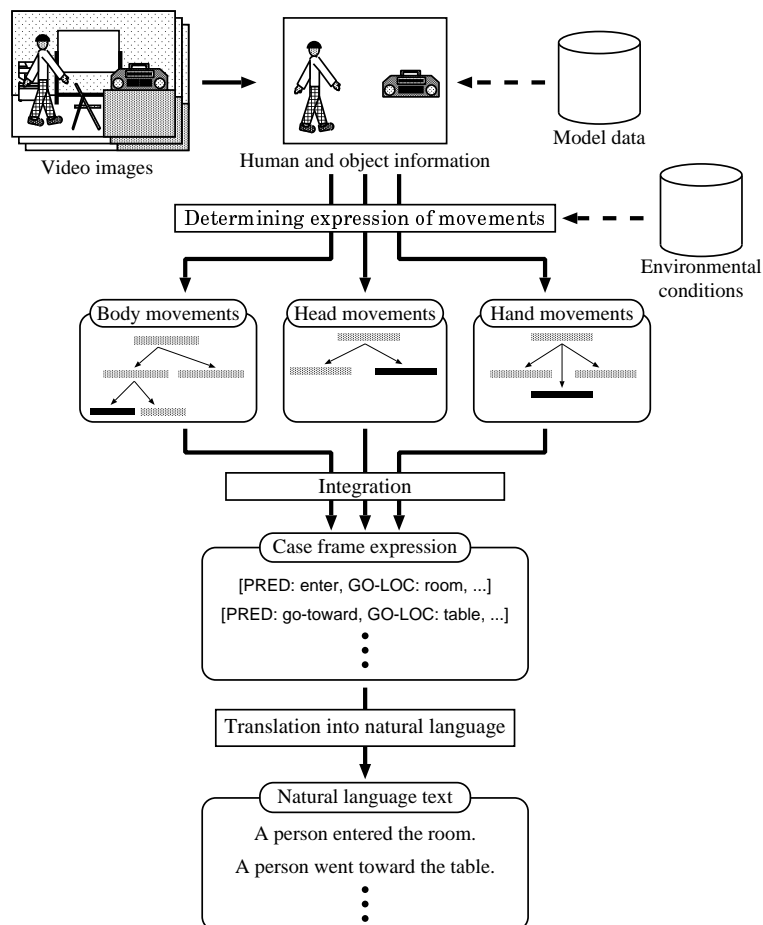 Video images
Human and object information
Model data
Determining expression of movements
Environmental
conditions
Body movements
Head movements
Hand movements
Integration
Case frame expression
[PRED: enter, GO-LOC: room, ...]
[PRED: go-toward, GO-LOC: table, ...]
Translation into natural language
Natural language text
A person entered the room.
A person went toward the table.